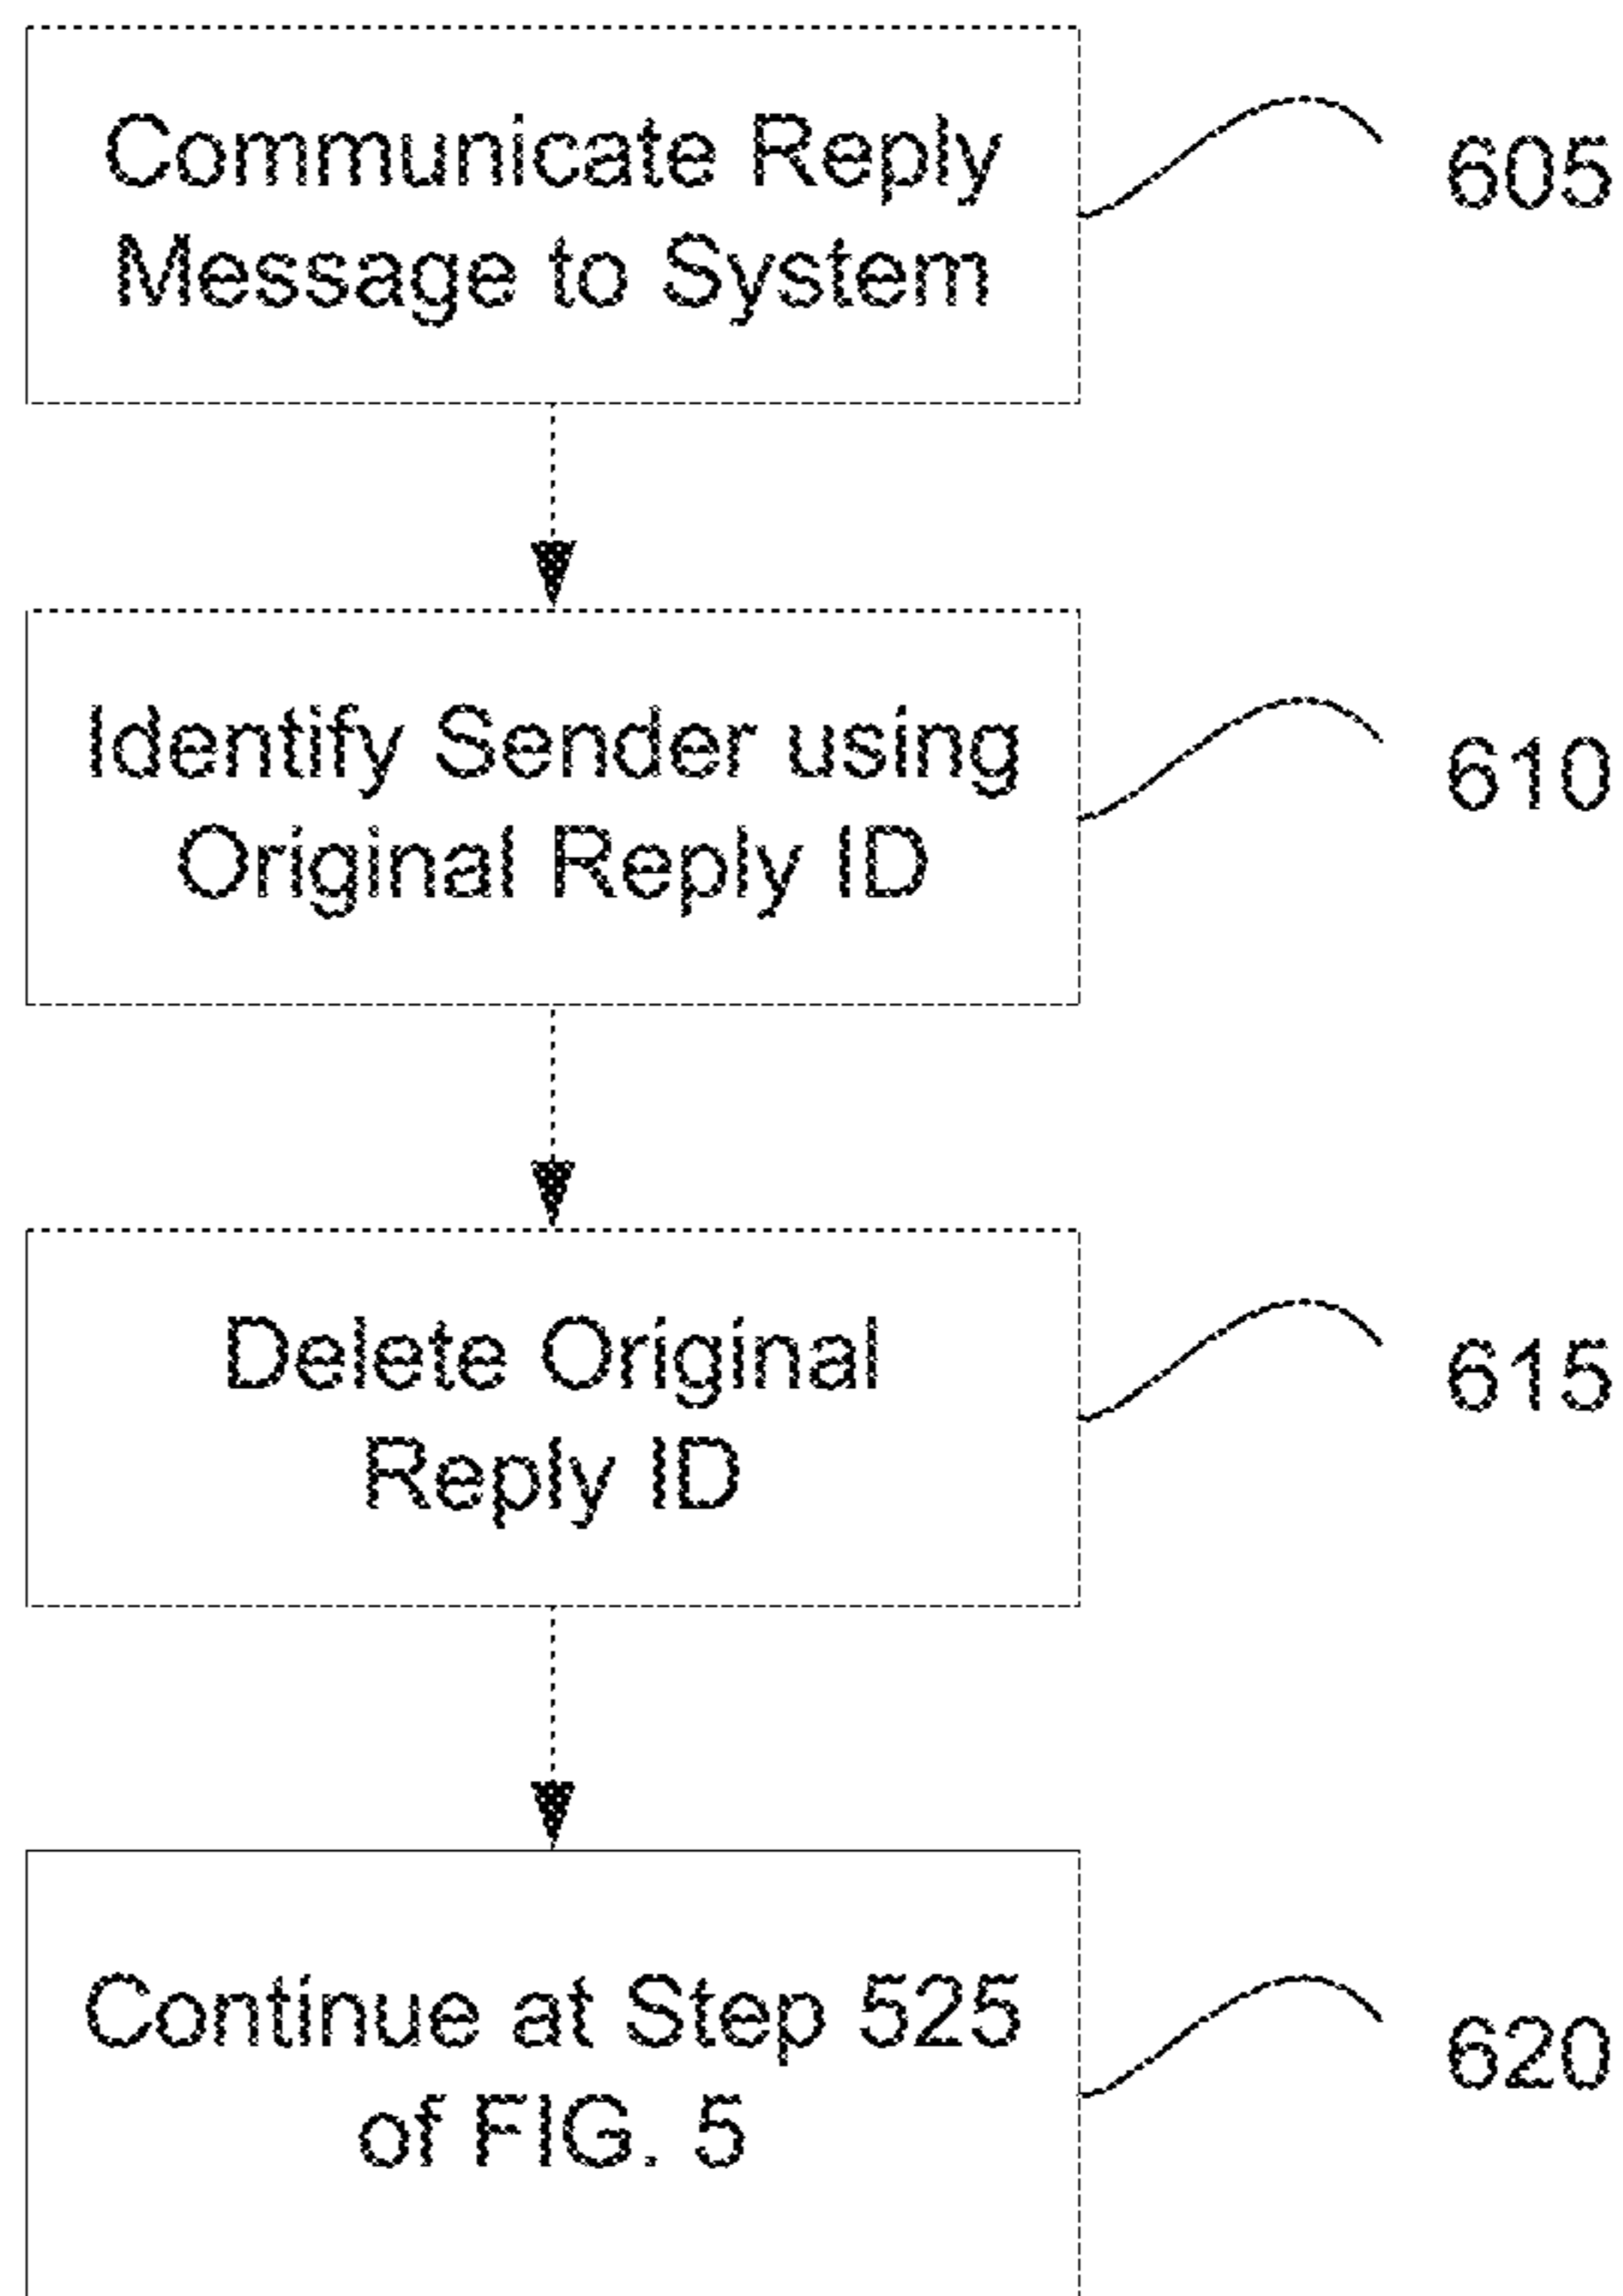 Communicate Reply
Message to System
605
Identify Sender using
Original Reply ID
610
Delete Original
Reply ID
615
Continue at Step 525
of FIG. 5
620